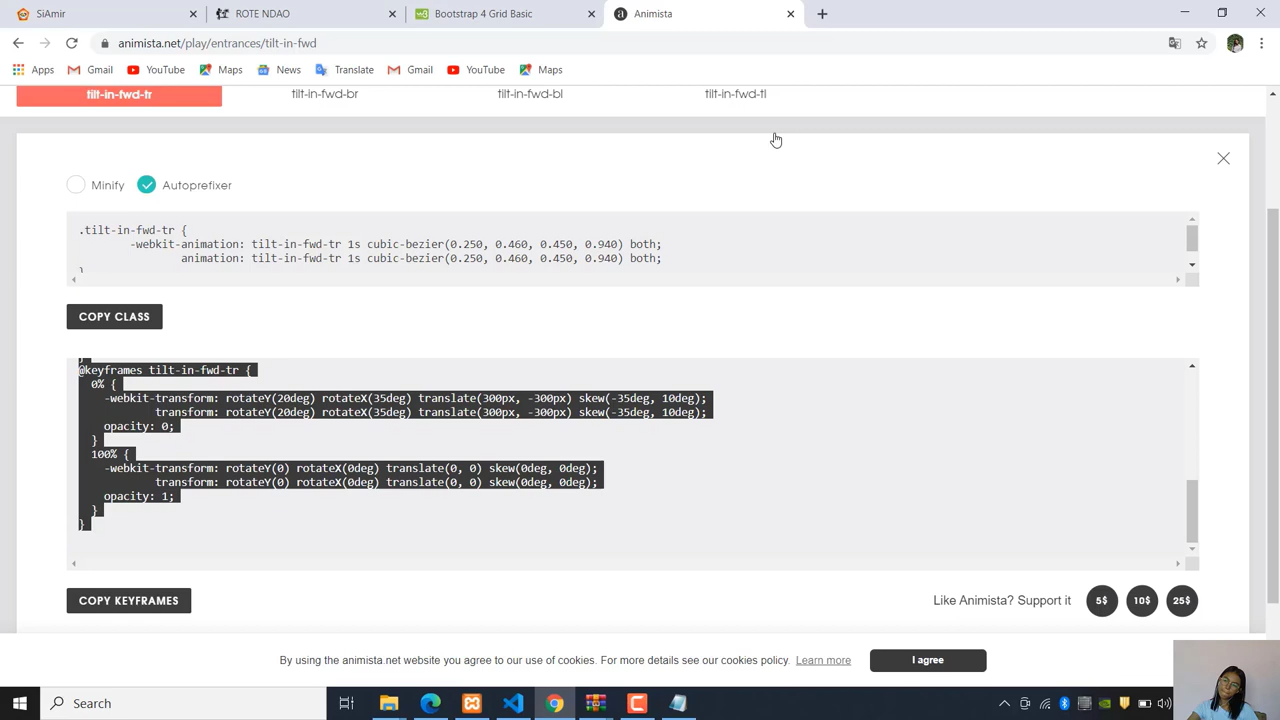 SiAmir
ROTE NDAO
Bootstrap 4 Grid Basic
Animista
animista.net/play/entrances/tilt-in-fwd
Apps Gmail YouTube Maps News Translate Gmail YouTube Maps
tilt-in-fwd-tr tilt-in-fwd-br tilt-in-fwd-bl tilt-in-fwd-tl
Minify Autoprefixer
.tilt-in-fwd-tr {
-webkit-animation: tilt-in-fwd-tr 1s cubic-bezier(0.250, 0.460, 0.450, 0.940) both;
animation: tilt-in-fwd-tr 1s cubic-bezier(0.250, 0.460, 0.450, 0.940) both;
}
COPY CLASS
}
@keyframes tilt-in-fwd-tr {
0% {
-webkit-transform: rotateY(20deg) rotateX(35deg) translate(300px, -300px) skew(-35deg, 10deg);
transform: rotateY(20deg) rotateX(35deg) translate(300px, -300px) skew(-35deg, 10deg);
opacity: 0;
}
100% {
-webkit-transform: rotateY(0) rotateX(0deg) translate(0, 0) skew(0deg, 0deg);
transform: rotateY(0) rotateX(0deg) translate(0, 0) skew(0deg, 0deg);
opacity: 1;
}
}
COPY KEYFRAMES
Like Animista? Support it 5$ 10$ 25$
By using the animista.net website you agree to our use of cookies. For more details see our cookies policy. Learn more I agree
Search